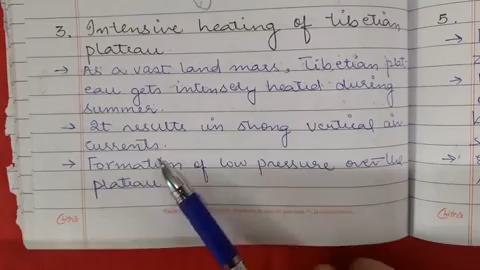 3. Intensive heating of Tibetian
plateau.
→ As a vast land mass, Tibetian plat-
eau gets intensely heated during
summer.
→ It results in strong vertical air
currents.
→ Formation of low pressure over the
plateau
5.
Chitra